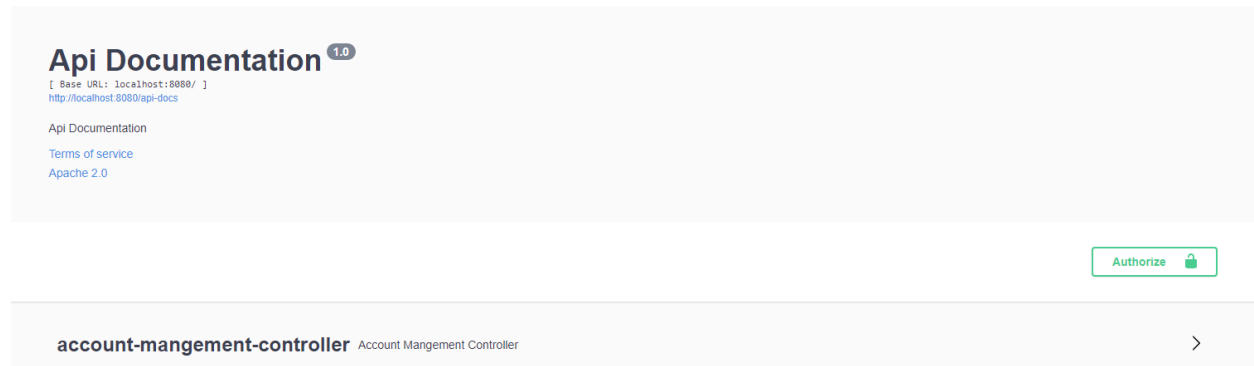 Api Documentation 1.0
[ Base URL: localhost:8080/ ]
http://localhost:8080/api-docs
Api Documentation
Terms of service
Apache 2.0
Authorize
account-mangement-controller Account Mangement Controller